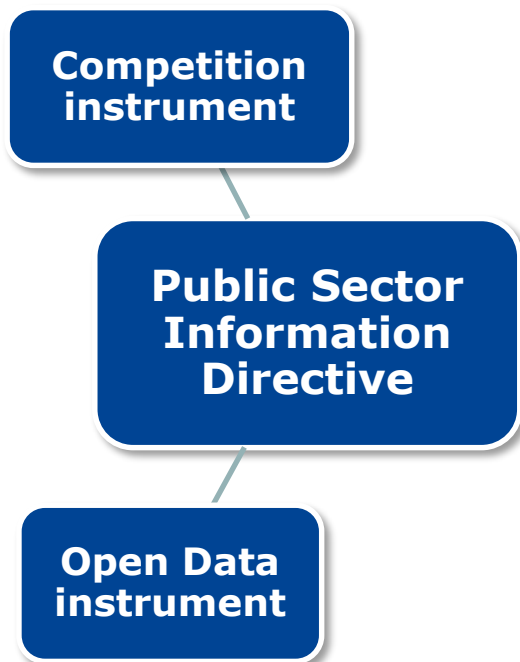 Competition
instrument
Public Sector
Information
Directive
Open Data
instrument